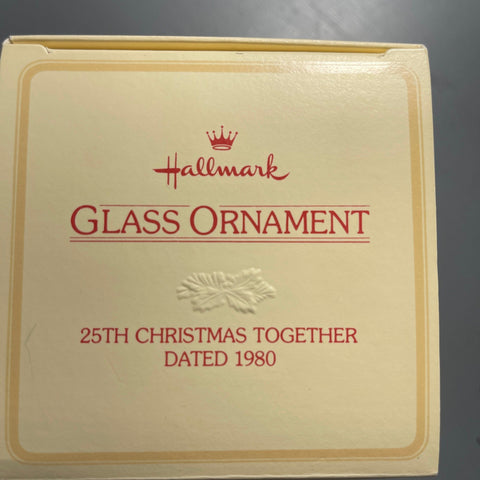 Hallmark
GLASS ORNAMENT
25TH CHRISTMAS TOGETHER
DATED 1980